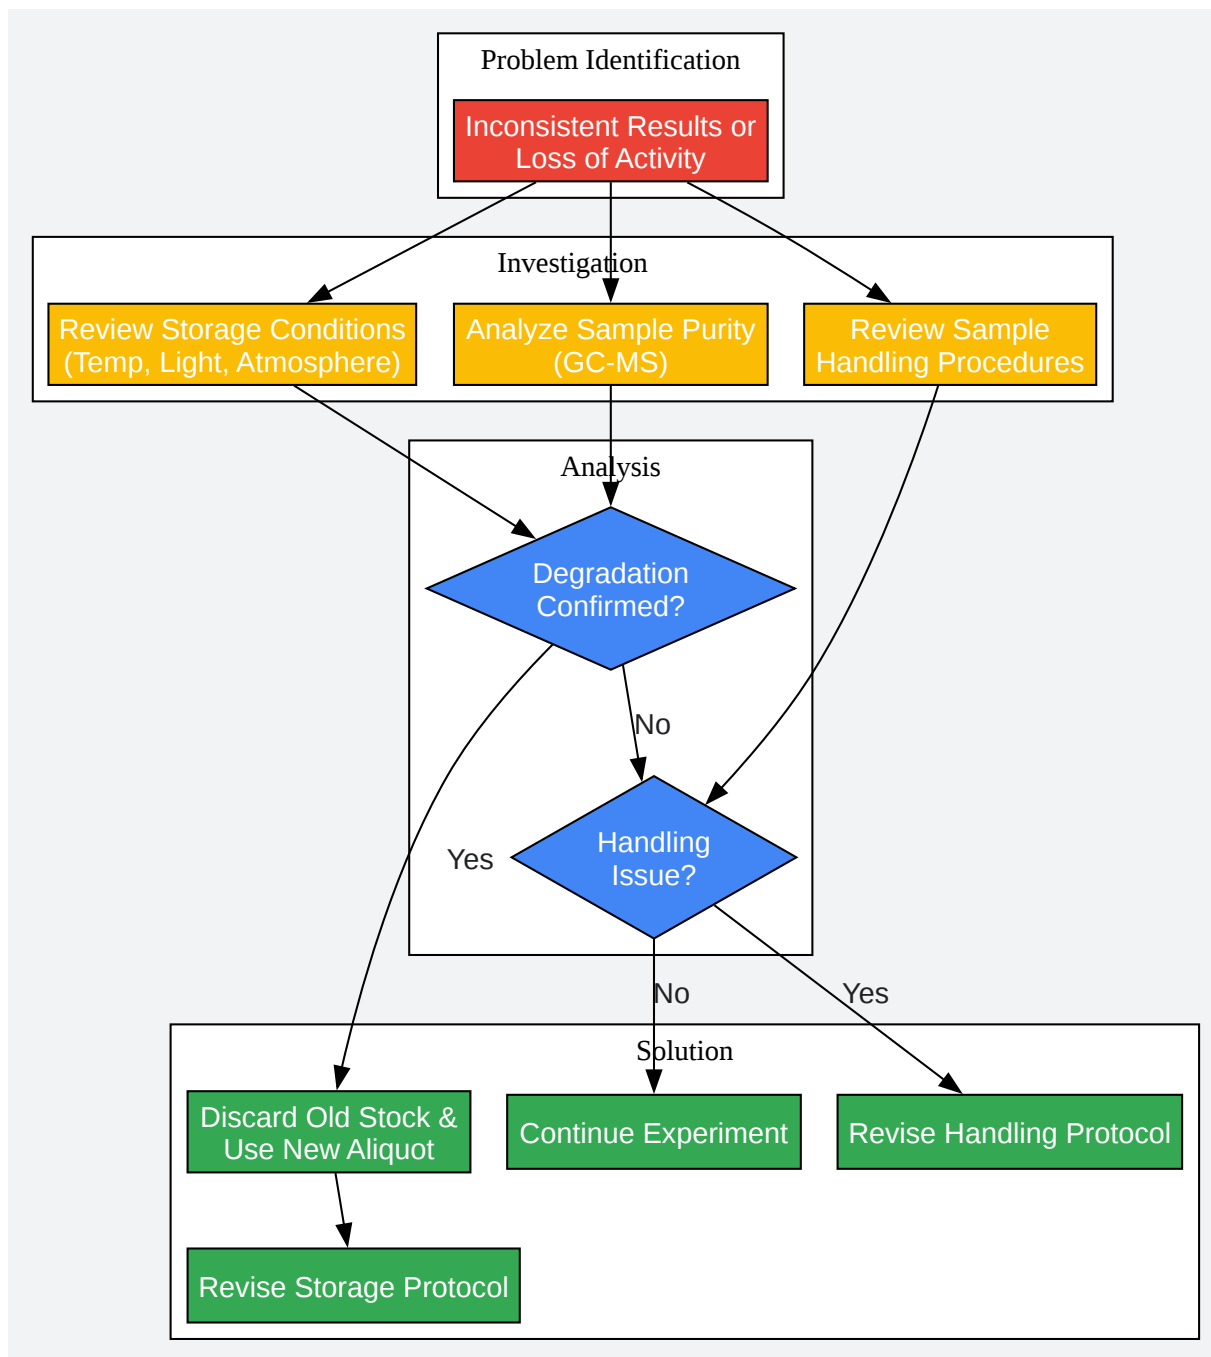 Problem Identification
Inconsistent Results or
Loss of Activity
Investigation
Review Storage Conditions
(Temp, Light, Atmosphere)
Analyze Sample Purity
(GC-MS)
Review Sample
Handling Procedures
Analysis
Degradation
Confirmed?
No
Handling
Issue?
Yes
No
Yes
Solution
Discard Old Stock &
Use New Aliquot
Continue Experiment
Revise Handling Protocol
Revise Storage Protocol